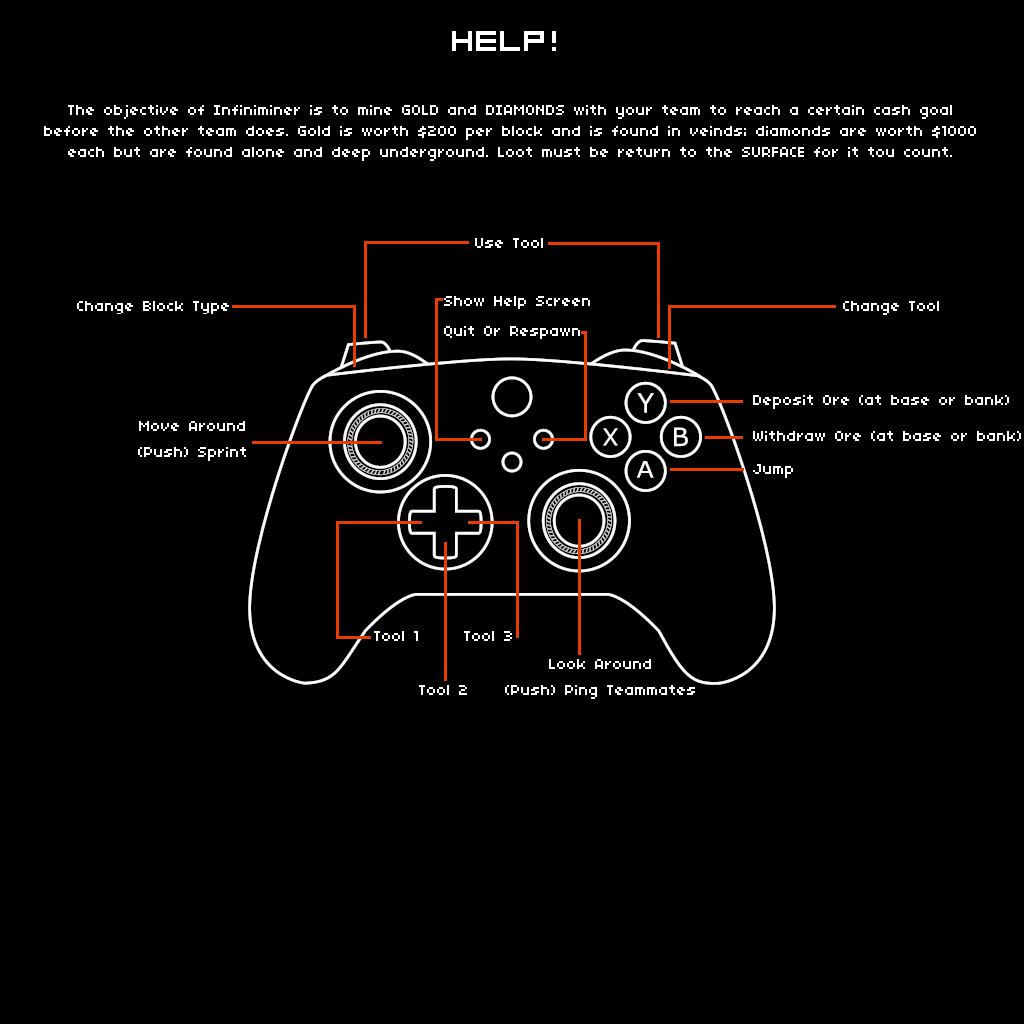 HELP!
The objective of Infiniminer is to mine GOLD and DIAMONDS with your team to reach a certain cash goal
before the other team does. Gold is worth $200 per block and is found in veinds; diamonds are worth $1000
each but are found alone and deep underground. Loot must be return to the SURFACE for it tou count.
Use Tool
Change Block Type
Show Help Screen
Change Tool
Quit Or Respawn
Y
Deposit Ore (at base or bank)
Move Around
X
B
Withdraw Ore (at base or bank)
(Push) Sprint
A
Jump
Tool 1
Tool 3
Look Around
Tool 2
(Push) Ping Teammates